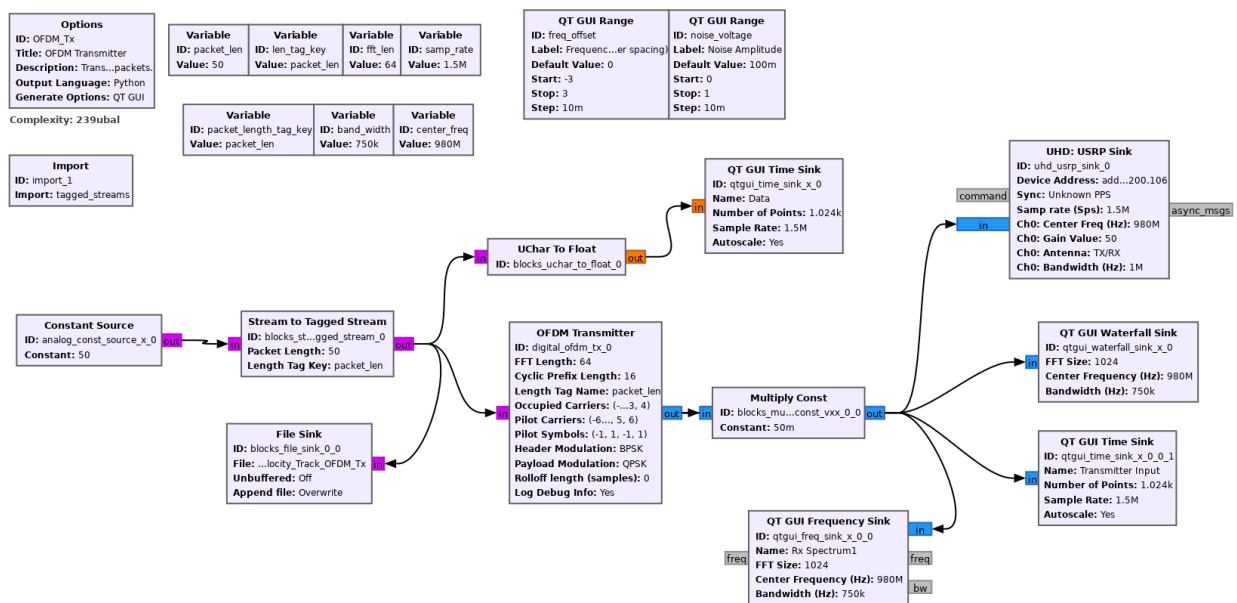 Options
ID: OFDM_Tx
Title: OFDM Transmitter
Description: Trans...packets.
Output Language: Python
Generate Options: QT GUI
Complexity: 239ubal
Import
ID: import_1
Import: tagged_streams
Variable
ID: packet_len
Value: 50
Variable
ID: len_tag_key
Value: packet_len
Variable
ID: fft_len
Value: 64
Variable
ID: samp_rate
Value: 1.5M
Variable
ID: packet_length_tag_key
Value: packet_len
Variable
ID: band_width
Value: 750k
Variable
ID: center_freq
Value: 980M
QT GUI Range
ID: freq_offset
Label: Frequenc...er spacing)
Default Value: 0
Start: -3
Stop: 3
Step: 10m
QT GUI Range
ID: noise_voltage
Label: Noise Amplitude
Default Value: 100m
Start: 0
Stop: 1
Step: 10m
Constant Source
ID: analog_const_source_x_0
Constant: 50
out
Stream to Tagged Stream
ID: blocks_st...gged_stream_0
Packet Length: 50
Length Tag Key: packet_len
in
out
File Sink
ID: blocks_file_sink_0_0
File: ...locity_Track_OFDM_Tx
Unbuffered: Off
Append file: Overwrite
in
UChar To Float
ID: blocks_uchar_to_float_0
in
out
QT GUI Time Sink
ID: qtgui_time_sink_x_0
Name: Data
Number of Points: 1.024k
Sample Rate: 1.5M
Autoscale: Yes
in
OFDM Transmitter
ID: digital_ofdm_tx_0
FFT Length: 64
Cyclic Prefix Length: 16
Length Tag Name: packet_len
Occupied Carriers: (-...3, 4)
Pilot Carriers: (-6..., 5, 6)
Pilot Symbols: (-1, 1, -1, 1)
Header Modulation: BPSK
Payload Modulation: QPSK
Rolloff length (samples): 0
Log Debug Info: Yes
in
out
Multiply Const
ID: blocks_mu...const_vxx_0_0
Constant: 50m
in
out
UHD: USRP Sink
ID: uhd_usrp_sink_0
Device Address: add...200.106
Sync: Unknown PPS
Samp rate (Sps): 1.5M
Ch0: Center Freq (Hz): 980M
Ch0: Gain Value: 50
Ch0: Antenna: TX/RX
Ch0: Bandwidth (Hz): 1M
command
in
async_msgs
QT GUI Waterfall Sink
ID: qtgui_waterfall_sink_x_0
FFT Size: 1024
Center Frequency (Hz): 980M
Bandwidth (Hz): 750k
in
QT GUI Time Sink
ID: qtgui_time_sink_x_0_0_1
Name: Transmitter Input
Number of Points: 1.024k
Sample Rate: 1.5M
Autoscale: Yes
in
QT GUI Frequency Sink
ID: qtgui_freq_sink_x_0_0
Name: Rx Spectrum1
FFT Size: 1024
Center Frequency (Hz): 980M
Bandwidth (Hz): 750k
in
freq
freq
bw